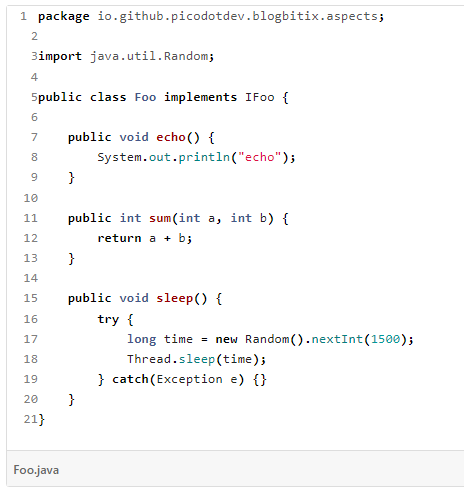 1 package io.github.picodotdev.blogbitix.aspects;
2
3 import java.util.Random;
4
5 public class Foo implements IFoo {
6
7     public void echo() {
8         System.out.println("echo");
9     }
10
11     public int sum(int a, int b) {
12         return a + b;
13     }
14
15     public void sleep() {
16         try {
17             long time = new Random().nextInt(1500);
18             Thread.sleep(time);
19         } catch(Exception e) {}
20     }
21 }
Foo.java